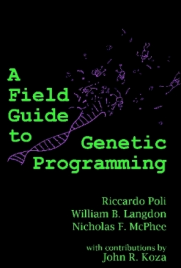 A
Field
Guide
to
Genetic
Programming
Riccardo Poli
William B. Langdon
Nicholas F. McPhee
with contributions by
John R. Koza